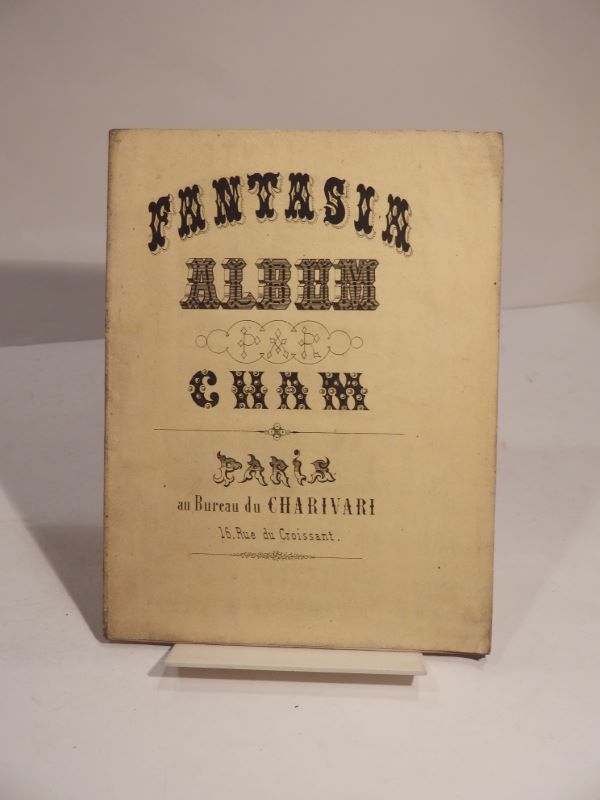 FANTASIA
ALBUM
PAR
CHAM
PARIS
au Bureau du CHARIVARI
16, Rue du Croissant.